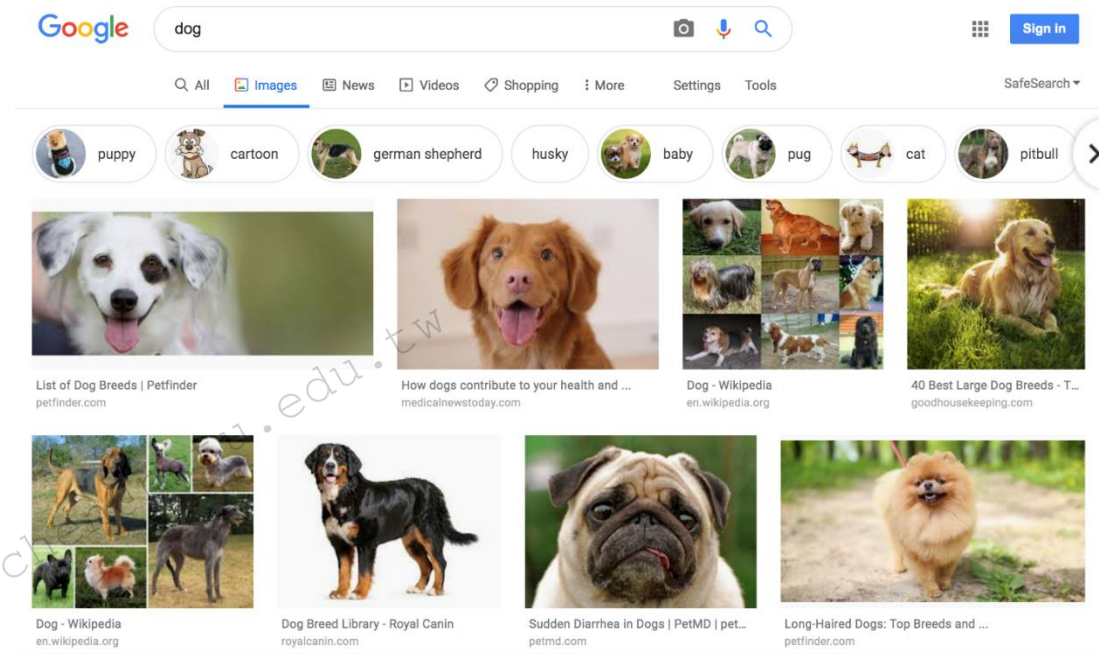 Google
dog
Sign in
All
Images
News
Videos
Shopping
More
Settings
Tools
SafeSearch
puppy
cartoon
german shepherd
husky
baby
pug
cat
pitbull
List of Dog Breeds | Petfinder
petfinder.com
How dogs contribute to your health and ...
medicalnewstoday.com
Dog - Wikipedia
en.wikipedia.org
40 Best Large Dog Breeds - T...
goodhousekeeping.com
Dog - Wikipedia
en.wikipedia.org
Dog Breed Library - Royal Canin
royalcanin.com
Sudden Diarrhea in Dogs | PetMD | pet...
petmd.com
Long-Haired Dogs: Top Breeds and ...
petfinder.com
.edu.tw